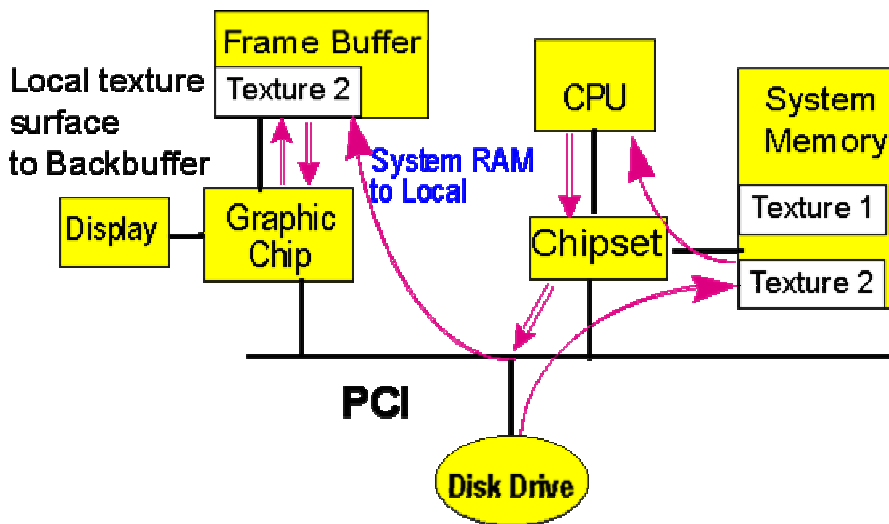 Frame Buffer
Texture 2
Local texture
surface
to Backbuffer
System RAM
to Local
CPU
System
Memory
Texture 1
Texture 2
Display
Graphic
Chip
Chipset
PCI
Disk Drive